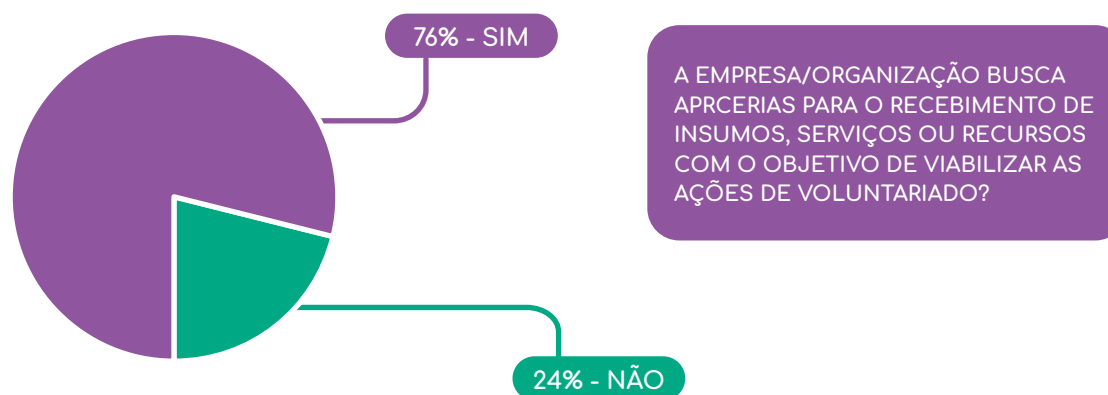 76% - SIM
A EMPRESA/ORGANIZAÇÃO BUSCA
APRCERIAS PARA O RECEBIMENTO DE
INSUMOS, SERVIÇOS OU RECURSOS
COM O OBJETIVO DE VIABILIZAR AS
AÇÕES DE VOLUNTARIADO?
24% - NÃO